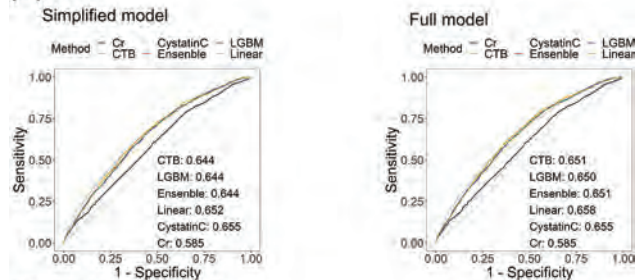 Simplified model
Method
Cr
CystatinC
LGBM
CTB
Ensemble
Linear
Sensitivity
1.00
0.75
0.50
0.25
0.00
CTB: 0.644
LGBM: 0.644
Ensenble: 0.644
Linear: 0.652
CystatinC: 0.655
Cr: 0.585
0.00 0.25 0.50 0.75 1.00
1 - Specificity
Full model
Method
Cr
CystatinC
LGBM
CTB
Ensemble
Linear
Sensitivity
1.00
0.75
0.50
0.25
0.00
CTB: 0.651
LGBM: 0.650
Ensenble: 0.651
Linear: 0.658
CystatinC: 0.655
Cr: 0.585
0.00 0.25 0.50 0.75 1.00
1 - Specificity